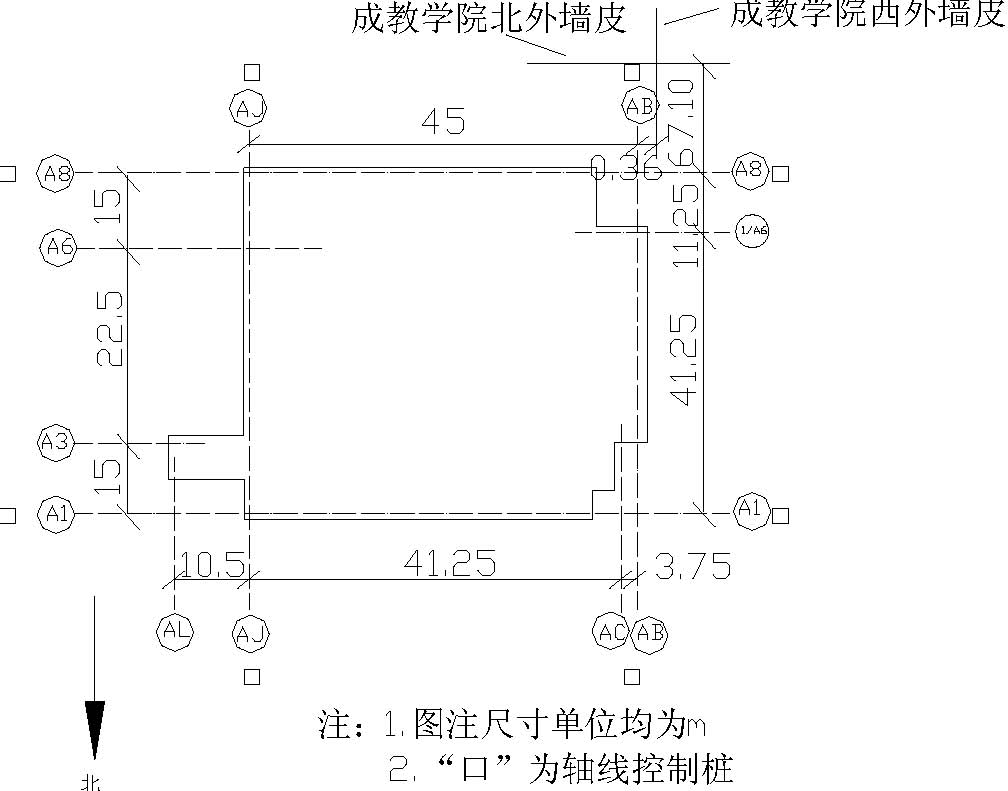 成教学院北外墙皮
成教学院西外墙皮
AJ
AB
45
67.10
0.36
A8
A8
15
11.25
A6
1/A6
22.5
41.25
A3
15
A1
A1
10.5
41.25
3.75
AL
AJ
AC
AB
注：1.图注尺寸单位均为m
2.“口”为轴线控制桩
北